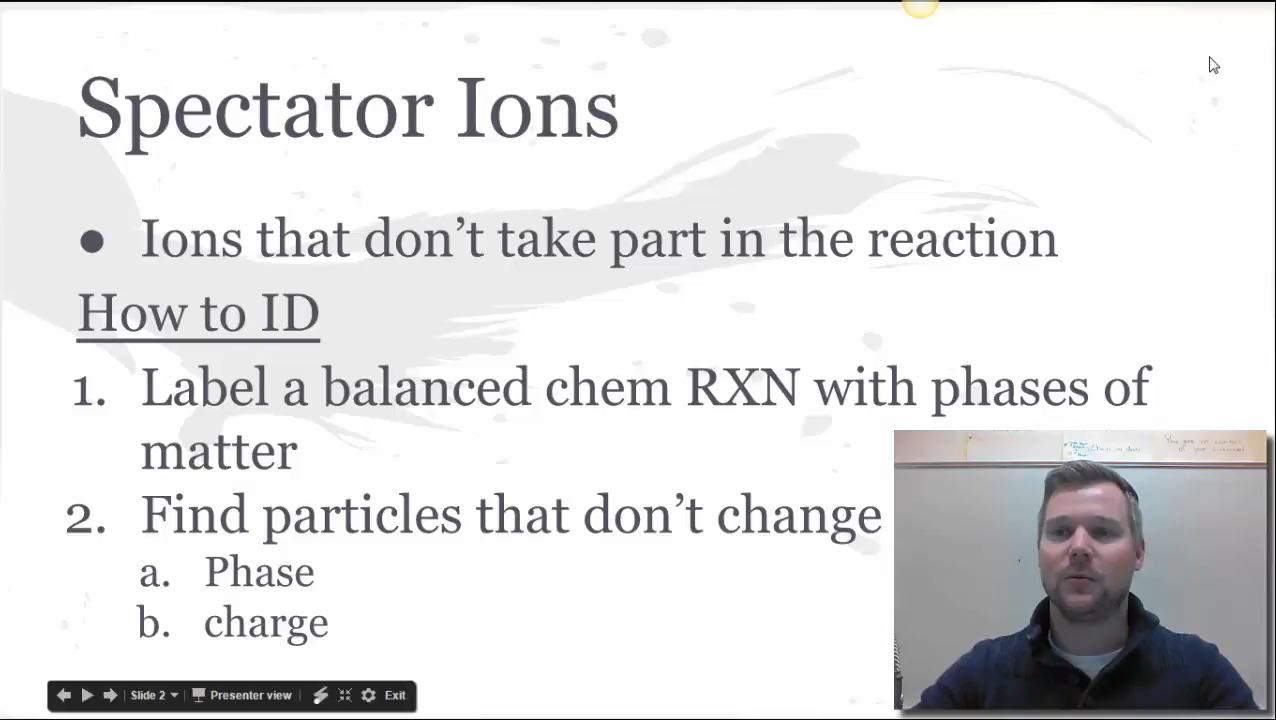 Spectator Ions
● Ions that don’t take part in the reaction
How to ID
1. Label a balanced chem RXN with phases of
matter
2. Find particles that don’t change
a. Phase
b. charge
Slide 2
Presenter view
Exit